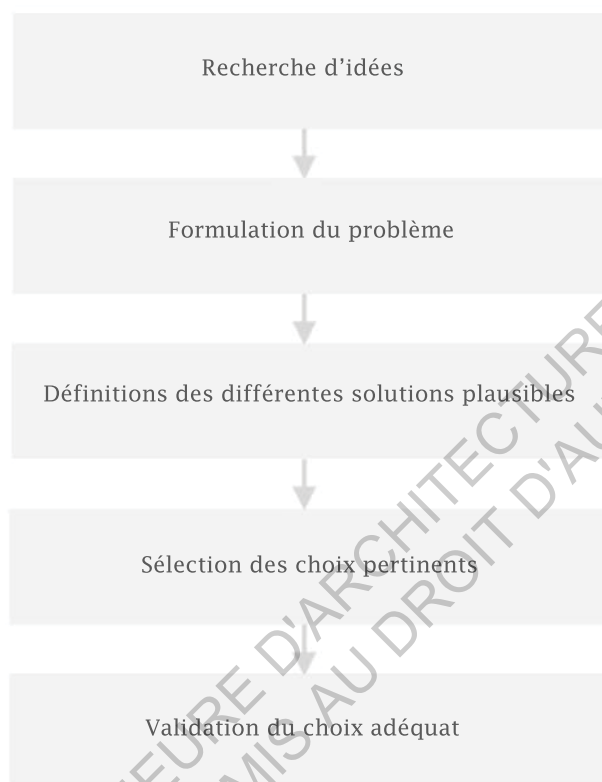 Recherche d’idées
Formulation du problème
Définitions des différentes solutions plausibles
Sélection des choix pertinents
Validation du choix adéquat